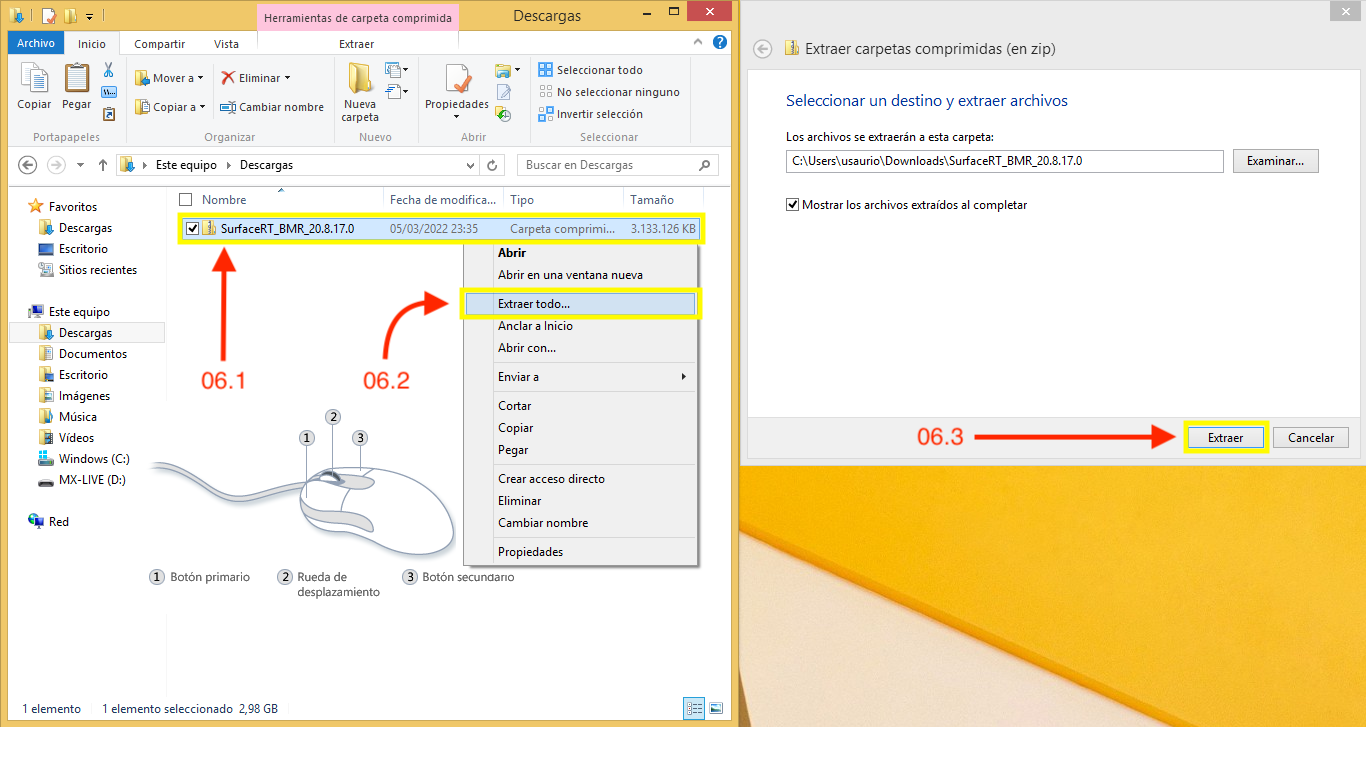 Herramientas de carpeta comprimida
Descargas
Archivo
Inicio
Compartir
Vista
Extraer
Copiar
Pegar
Mover a
Copiar a
Eliminar
Cambiar nombre
Nueva
carpeta
Propiedades
Seleccionar todo
No seleccionar ninguno
Invertir selección
Portapapeles
Organizar
Nuevo
Abrir
Seleccionar
Este equipo
Descargas
Buscar en Descargas
Favoritos
Descargas
Escritorio
Sitios recientes
Este equipo
Descargas
Documentos
Escritorio
Imágenes
Música
Vídeos
Windows (C:)
MX-LIVE (D:)
Red
Nombre
Fecha de modifica...
Tipo
Tamaño
SurfaceRT_BMR_20.8.17.0
05/03/2022 23:35
Carpeta comprimi...
3.133.126 KB
06.1
06.2
Abrir
Abrir en una ventana nueva
Extraer todo...
Anclar a Inicio
Abrir con...
Enviar a
Cortar
Copiar
Pegar
Crear acceso directo
Eliminar
Cambiar nombre
Propiedades
2
1
3
1 Botón primario
2 Rueda de
desplazamiento
3 Botón secundario
1 elemento
1 elemento seleccionado 2,98 GB
Extraer carpetas comprimidas (en zip)
Seleccionar un destino y extraer archivos
Los archivos se extraerán a esta carpeta:
C:\Users\usaurio\Downloads\SurfaceRT_BMR_20.8.17.0
Examinar...
Mostrar los archivos extraídos al completar
06.3
Extraer
Cancelar